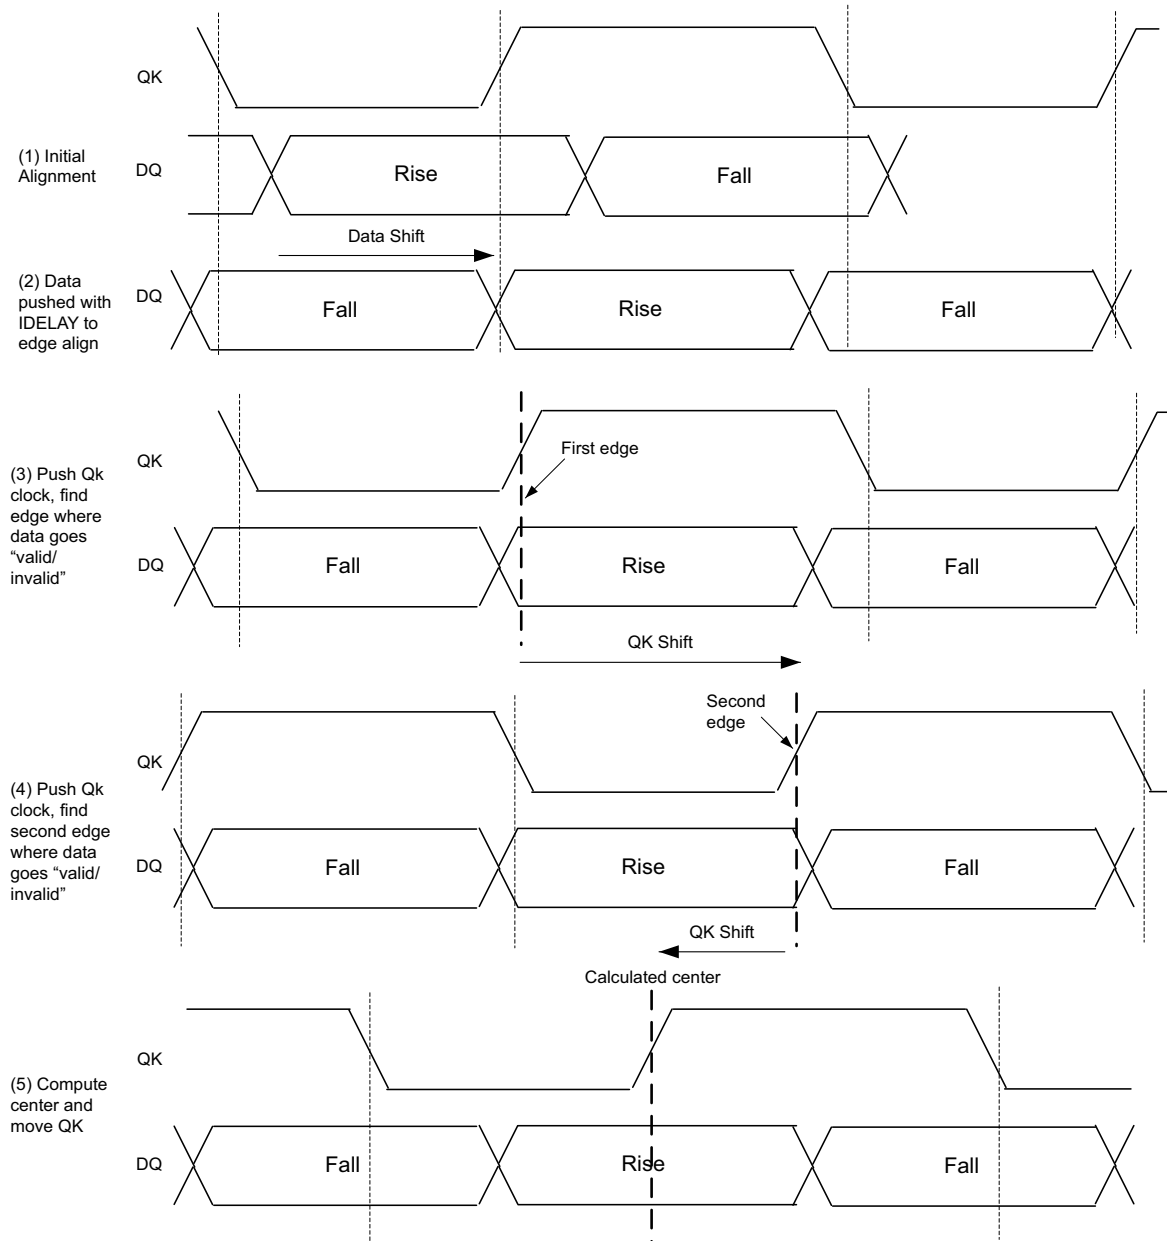 QK
(1) Initial
Alignment
DQ
Rise
Fall
Data Shift
(2) Data
pushed with
IDELAY to
edge align
DQ
Fall
Rise
Fall
First edge
QK
(3) Push Qk
clock, find
edge where
data goes
“valid/
invalid”
DQ
Fall
Rise
Fall
QK Shift
Second
edge
QK
(4) Push Qk
clock, find
second edge
where data
goes “valid/
invalid”
DQ
Fall
Rise
Fall
QK Shift
Calculated center
QK
(5) Compute
center and
move QK
DQ
Fall
Rise
Fall